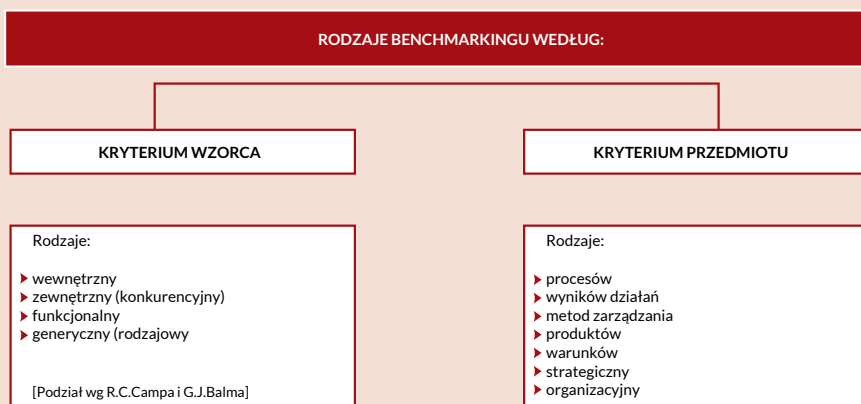 RODZAJE BENCHMARKINGU WEDŁUG:
KRYTERIUM WZORCA
KRYTERIUM PRZEDMIOTU
Rodzaje:
wewnętrzny
zewnętrzny (konkurencyjny)
funkcjonalny
generyczny (rodzajowy
[Podział wg R.C.Campa i G.J.Balma]
Rodzaje:
procesów
wyników działań
metod zarządzania
produktów
warunków
strategiczny
organizacyjny